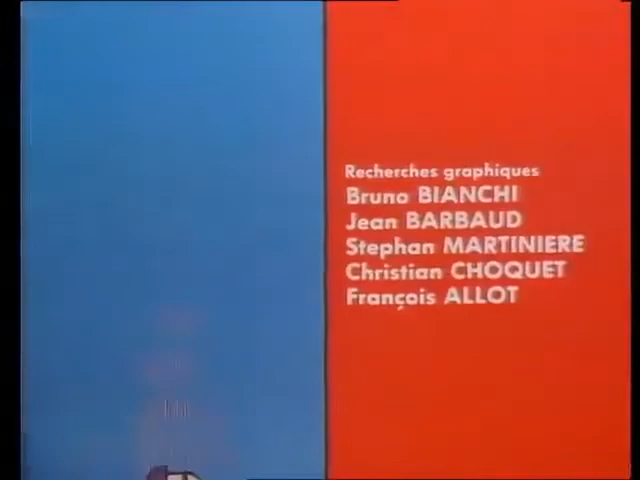 Recherches graphiques
Bruno BIANCHI
Jean BARBAUD
Stephan MARTINIERE
Christian CHOQUET
François ALLOT